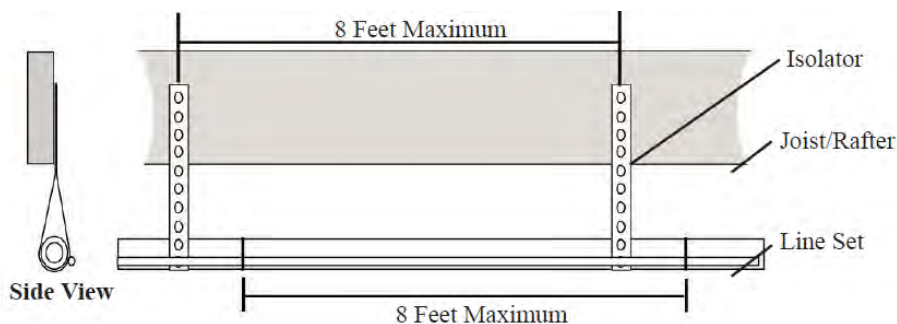 8 Feet Maximum
Isolator
Joist/Rafter
Line Set
Side View
8 Feet Maximum